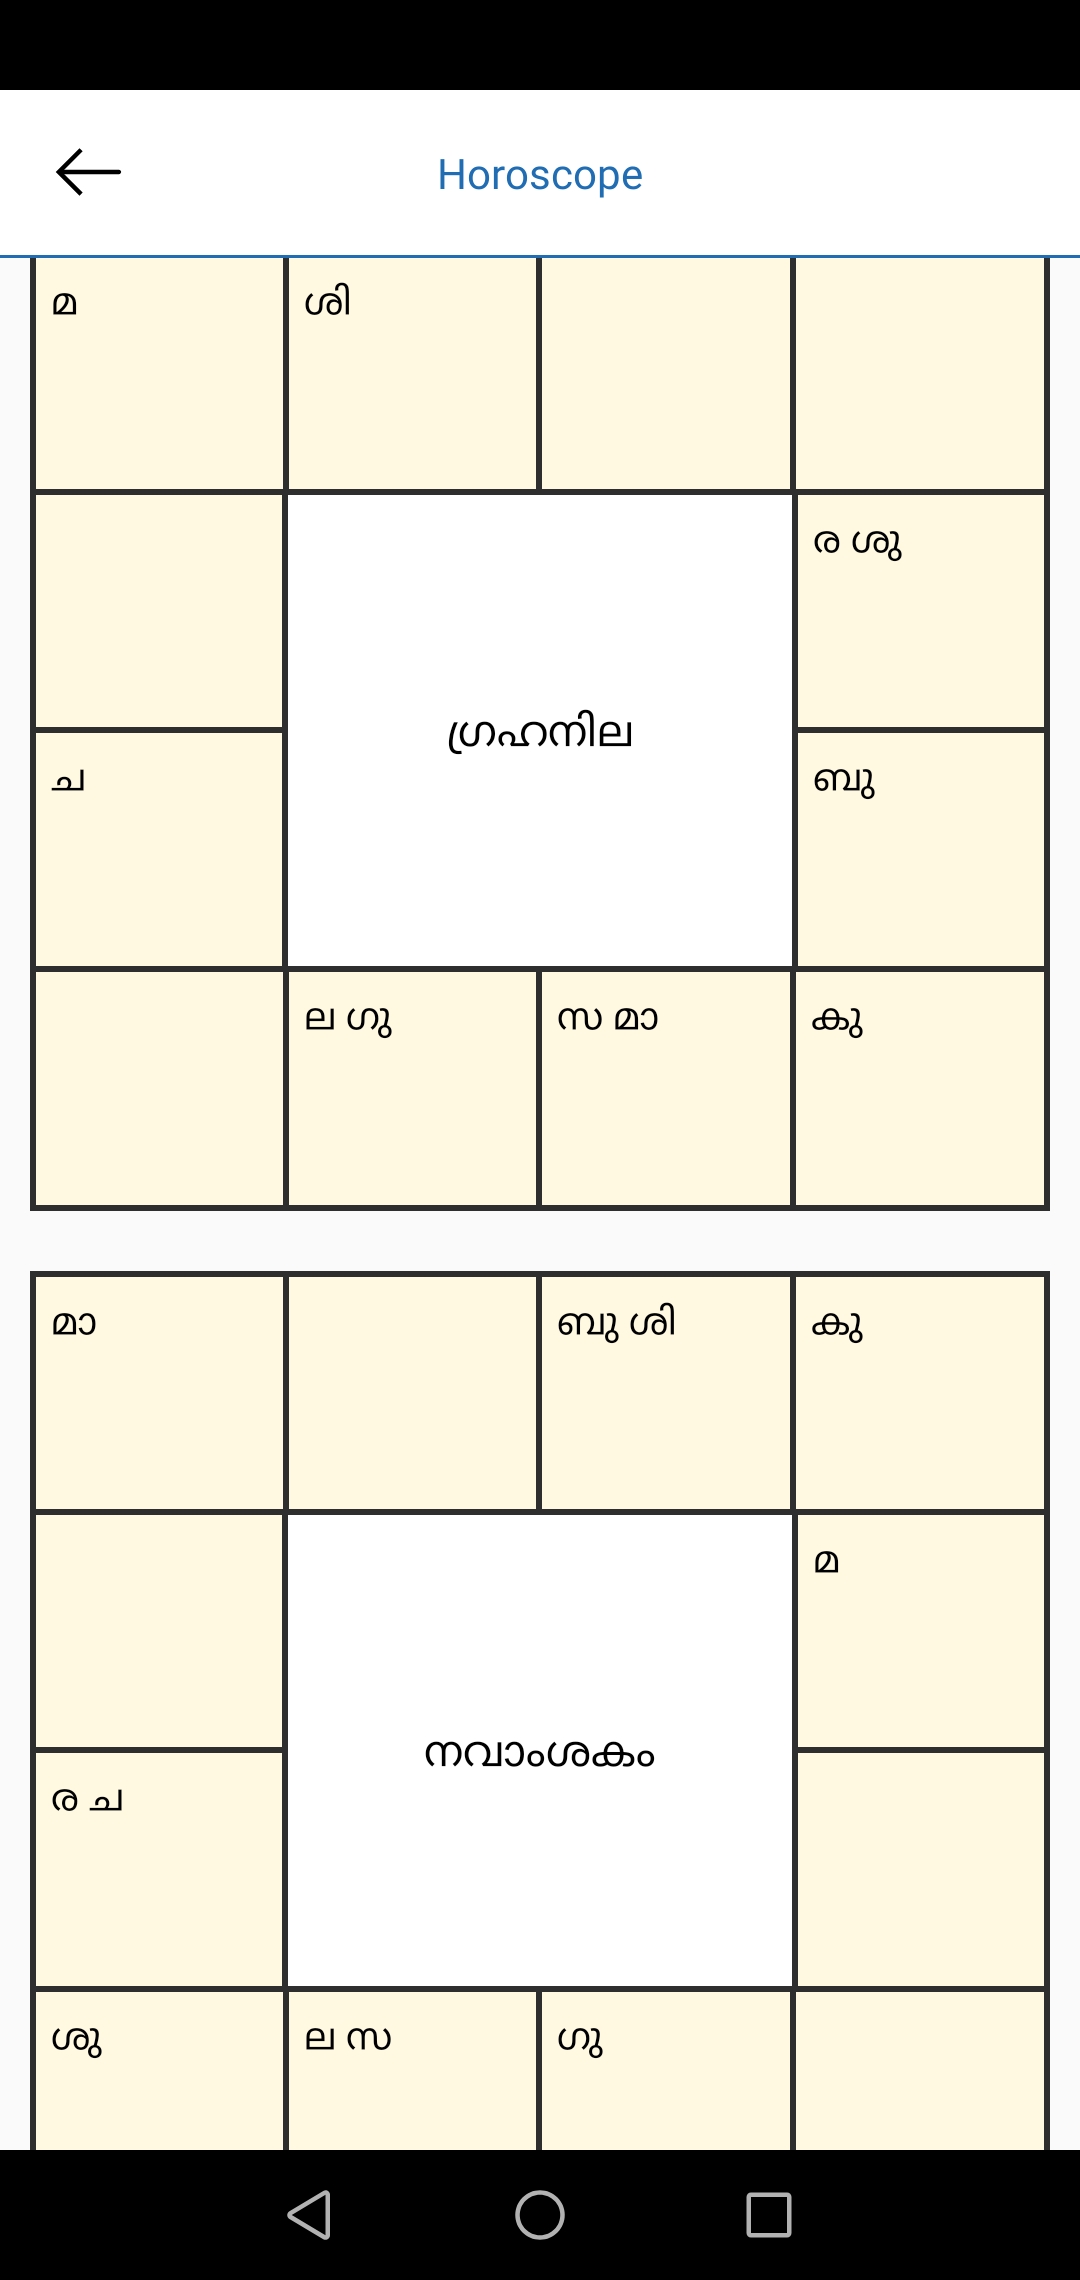 Horoscope
മ ശി
ര ശു
ഗ്രഹനില
ച ബു
ല ഗു സ മാ കു
മാ ബു ശി കു
മ
നവാംശകം
ര ച
ശു ല സ ഗു